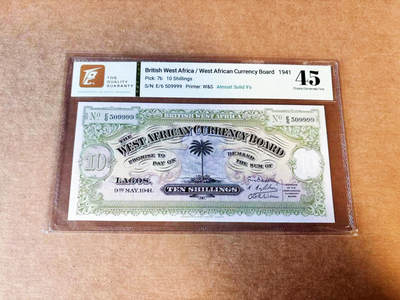 THE
QUALITY
GUARANTY
British West Africa / West African Currency Board 1941
Pick: 7b 10 Shillings
S/N: E/6 509999 Printer: W&S Almost Solid 9's
45
BRITISH WEST AFRICA
Nº E/6 509999
Nº E/6 509999
THE
WEST AFRICAN CURRENCY BOARD
PROMISE TO PAY ON DEMAND THE SUM OF
10
10
LAGOS,
9TH MAY, 1941.
TEN SHILLINGS